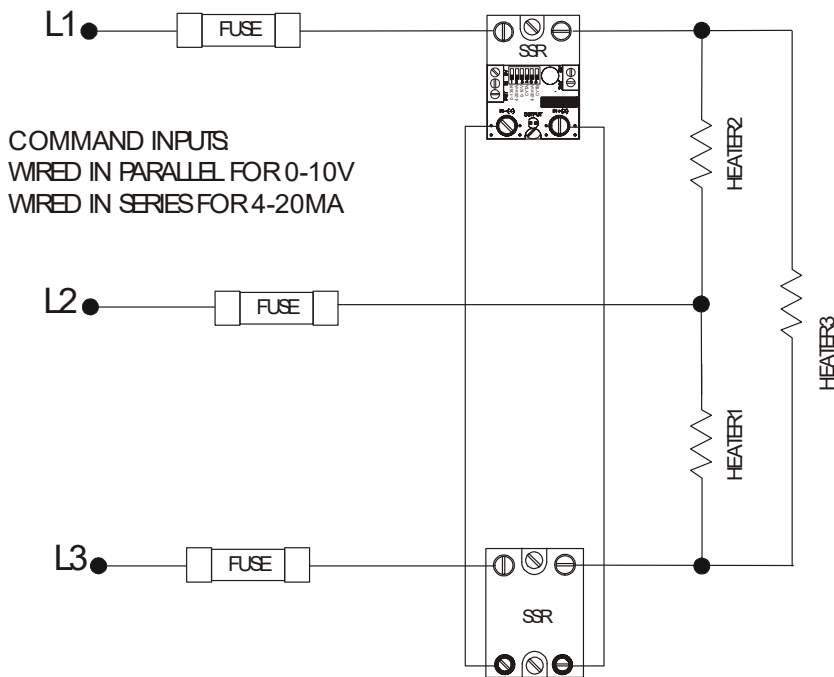 L1
FUSE
SSR
OUTPUT
COMMAND INPUTS
WIRED IN PARALLEL FOR 0-10V
WIRED IN SERIES FOR 4-20MA
HEATER2
L2
FUSE
HEATER3
HEATER1
L3
FUSE
SSR